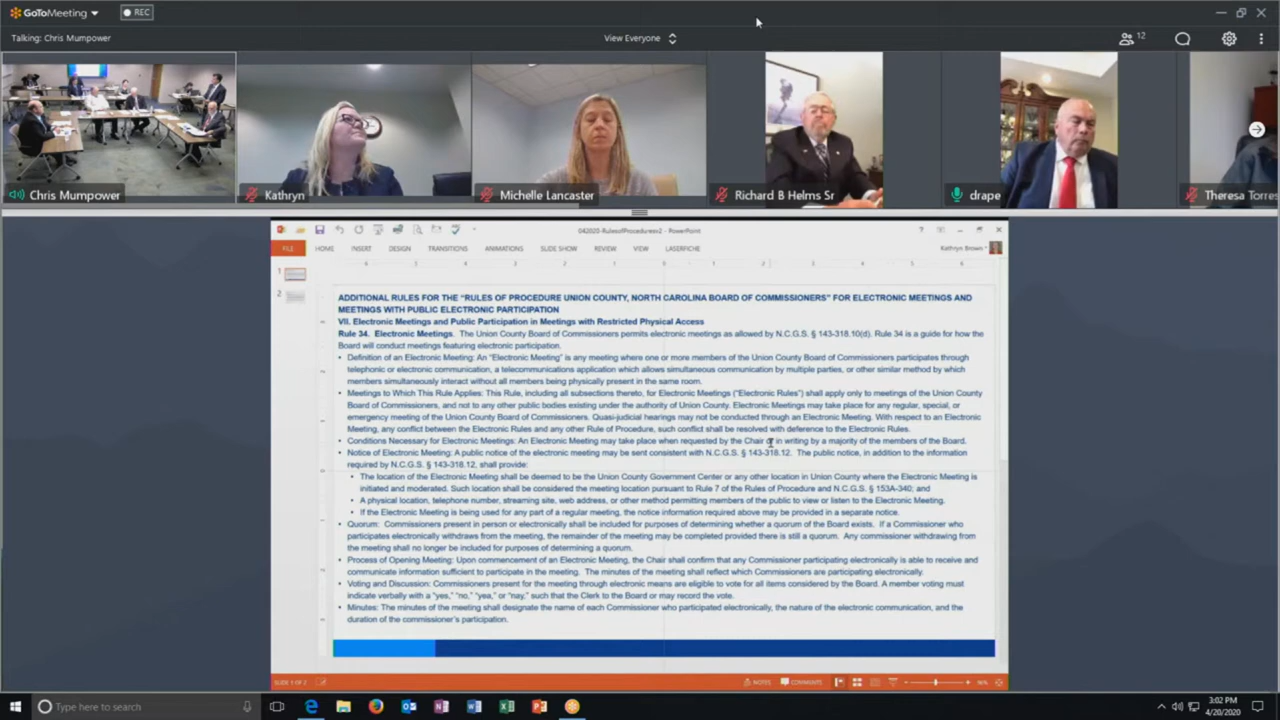 GoToMeeting
REC
Talking: Chris Mumpower
View Everyone
12
Chris Mumpower
Kathryn
Michelle Lancaster
Richard B Helms Sr
drape
Theresa Torres
PowerPoint
FILE HOME INSERT DESIGN TRANSITIONS ANIMATIONS SLIDE SHOW REVIEW VIEW LASERFICHE
Kathryn Brown
1
2
ADDITIONAL RULES FOR THE "RULES OF PROCEDURE UNION COUNTY, NORTH CAROLINA BOARD OF COMMISSIONERS" FOR ELECTRONIC MEETINGS AND
MEETINGS WITH PUBLIC ELECTRONIC PARTICIPATION
VII. Electronic Meetings and Public Participation in Meetings with Restricted Physical Access
Rule 34. Electronic Meetings. The Union County Board of Commissioners permits electronic meetings as allowed by N.C.G.S. § 143-318.10(d). Rule 34 is a guide for how the
Board will conduct meetings featuring electronic participation.
• Definition of an Electronic Meeting: An "Electronic Meeting" is any meeting where one or more members of the Union County Board of Commissioners participates through
telephonic or electronic communication, a telecommunications application which allows simultaneous communication by multiple parties, or other similar method by which
members simultaneously interact without all members being physically present in the same room.
• Meetings to Which This Rule Applies: This Rule, including all subsections thereto, for Electronic Meetings ("Electronic Rules") shall apply only to meetings of the Union County
Board of Commissioners, and not to any other public bodies existing under the authority of Union County. Electronic Meetings may take place for any regular, special, or
emergency meeting of the Union County Board of Commissioners. Quasi-judicial hearings may not be conducted through an Electronic Meeting. With respect to an Electronic
Meeting, any conflict between the Electronic Rules and any other Rule of Procedure, such conflict shall be resolved with deference to the Electronic Rules.
• Conditions Necessary for Electronic Meetings: An Electronic Meeting may take place when requested by the Chair or in writing by a majority of the members of the Board.
• Notice of Electronic Meeting: A public notice of the electronic meeting may be sent consistent with N.C.G.S. § 143-318.12. The public notice, in addition to the information
required by N.C.G.S. § 143-318.12, shall provide:
• The location of the Electronic Meeting shall be deemed to be the Union County Government Center or any other location in Union County where the Electronic Meeting is
initiated and moderated. Such location shall be considered the meeting location pursuant to Rule 7 of the Rules of Procedure and N.C.G.S. § 153A-340; and
• A physical location, telephone number, streaming site, web address, or other method permitting members of the public to view or listen to the Electronic Meeting.
• If the Electronic Meeting is being used for any part of a regular meeting, the notice information required above may be provided in a separate notice.
• Quorum: Commissioners present in person or electronically shall be included for purposes of determining whether a quorum of the Board exists. If a Commissioner who
participates electronically withdraws from the meeting, the remainder of the meeting may be completed provided there is still a quorum. Any commissioner withdrawing from
the meeting shall no longer be included for purposes of determining a quorum.
• Process of Opening Meeting: Upon commencement of an Electronic Meeting, the Chair shall confirm that any Commissioner participating electronically is able to receive and
communicate information sufficient to participate in the meeting. The minutes of the meeting shall reflect which Commissioners are participating electronically.
• Voting and Discussion: Commissioners present for the meeting through electronic means are eligible to vote for all items considered by the Board. A member voting must
indicate verbally with a "yes," "no," "yea," or "nay," such that the Clerk to the Board or may record the vote.
• Minutes: The minutes of the meeting shall designate the name of each Commissioner who participated electronically, the nature of the electronic communication, and the
duration of the commissioner's participation.
SLIDE 1 OF 2
NOTES COMMENTS
Type here to search
3:02 PM
4/20/2020